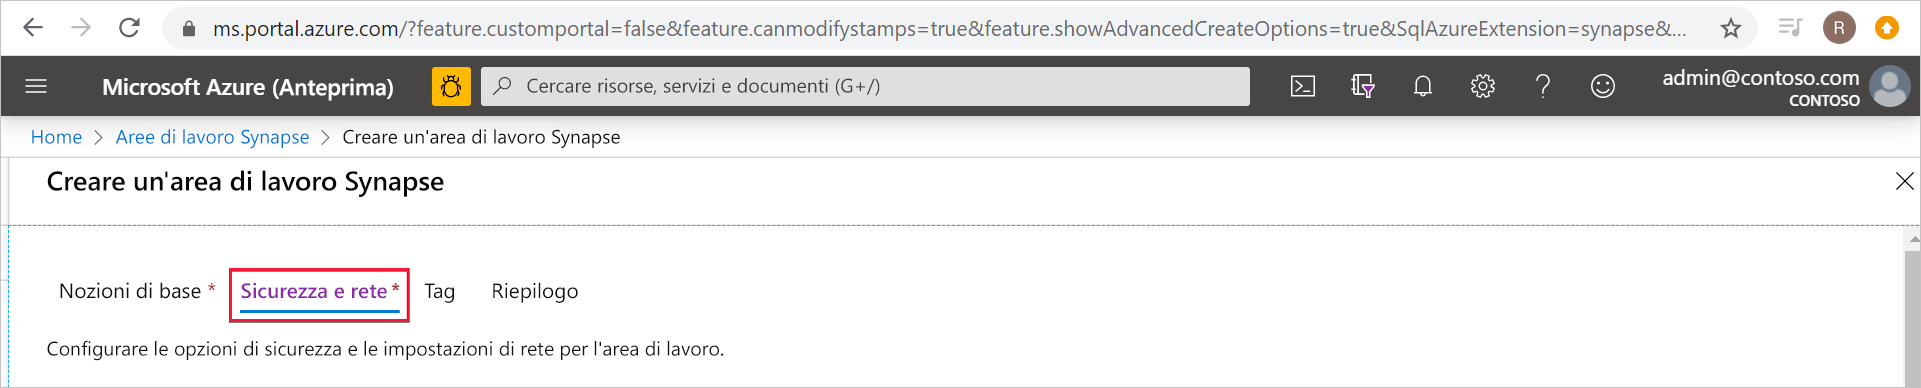 ms.portal.azure.com/?feature.customportal=false&feature.canmodifystamps=true&feature.showAdvancedCreateOptions=true&SqlAzureExtension=synapse&...
R
Microsoft Azure (Anteprima)
Cercare risorse, servizi e documenti (G+/)
admin@contoso.com
CONTOSO
Home > Aree di lavoro Synapse > Creare un'area di lavoro Synapse
Creare un'area di lavoro Synapse
Nozioni di base * Sicurezza e rete * Tag Riepilogo
Configurare le opzioni di sicurezza e le impostazioni di rete per l'area di lavoro.